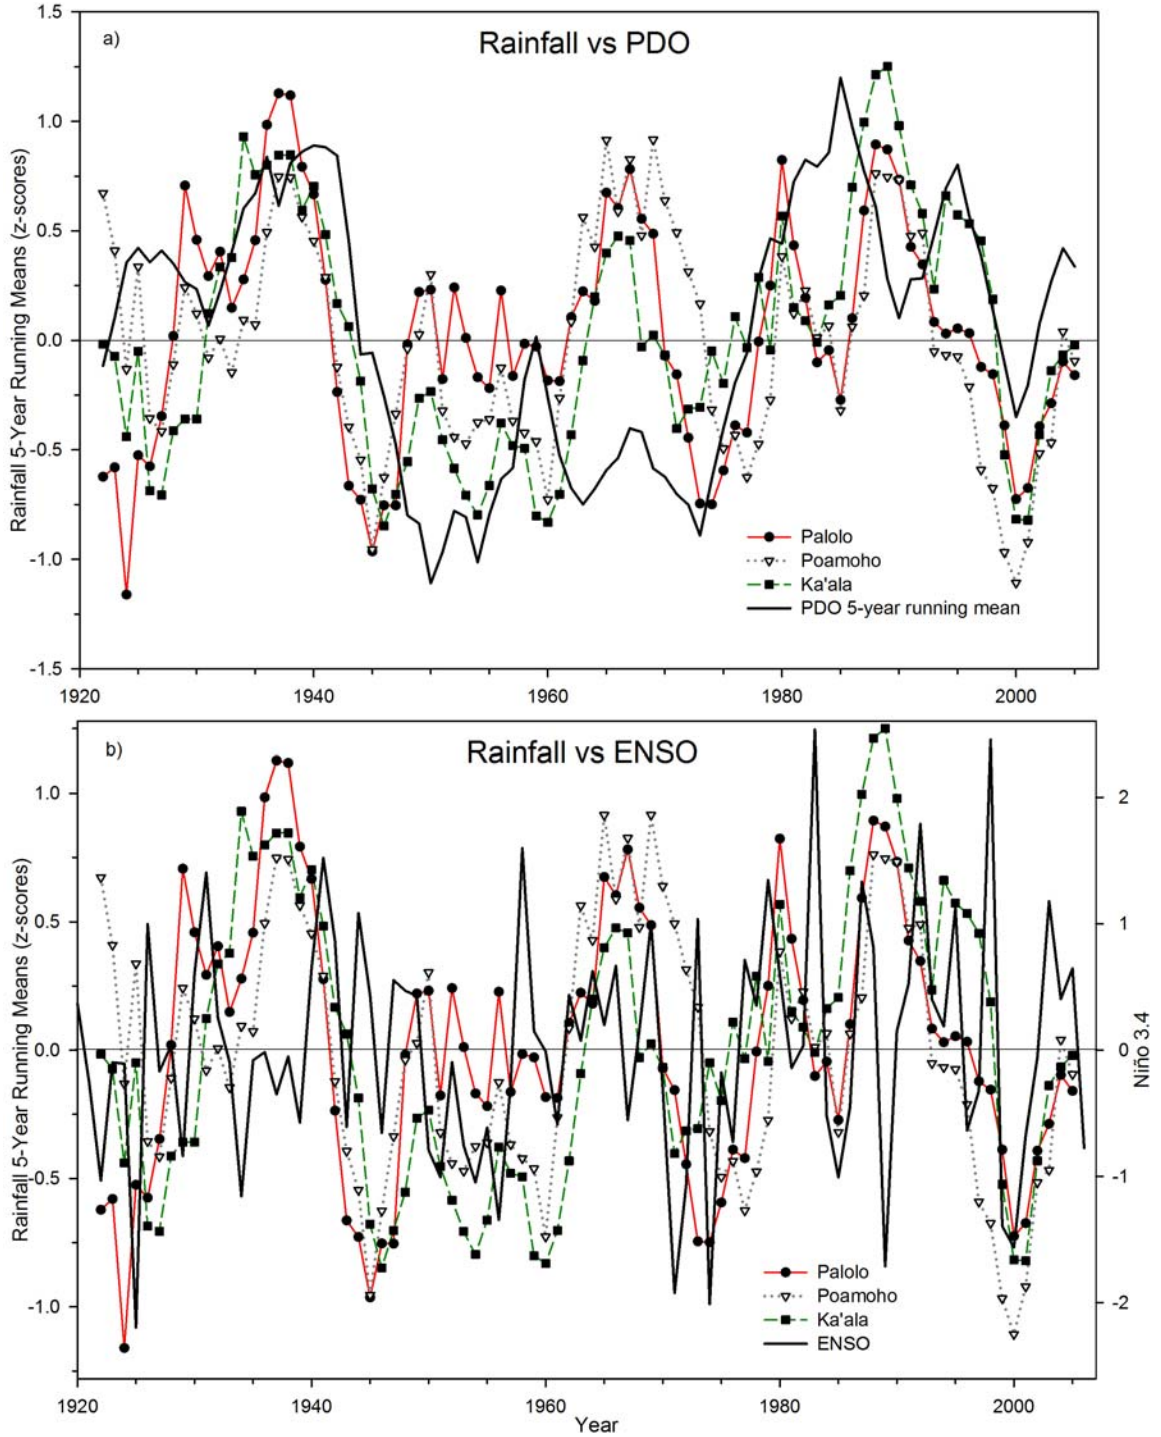 a)
Rainfall vs PDO
Rainfall 5-Year Running Means (z-scores)
1.5
1.0
0.5
0.0
-0.5
-1.0
-1.5
Palolo
Poamoho
Ka'ala
PDO 5-year running mean
1920
1940
1960
1980
2000
b)
Rainfall vs ENSO
Rainfall 5-Year Running Means (z-scores)
1.0
0.5
0.0
-0.5
-1.0
2
1
0
-1
-2
Niño 3.4
Palolo
Poamoho
Ka'ala
ENSO
1920
1940
1960
1980
2000
Year